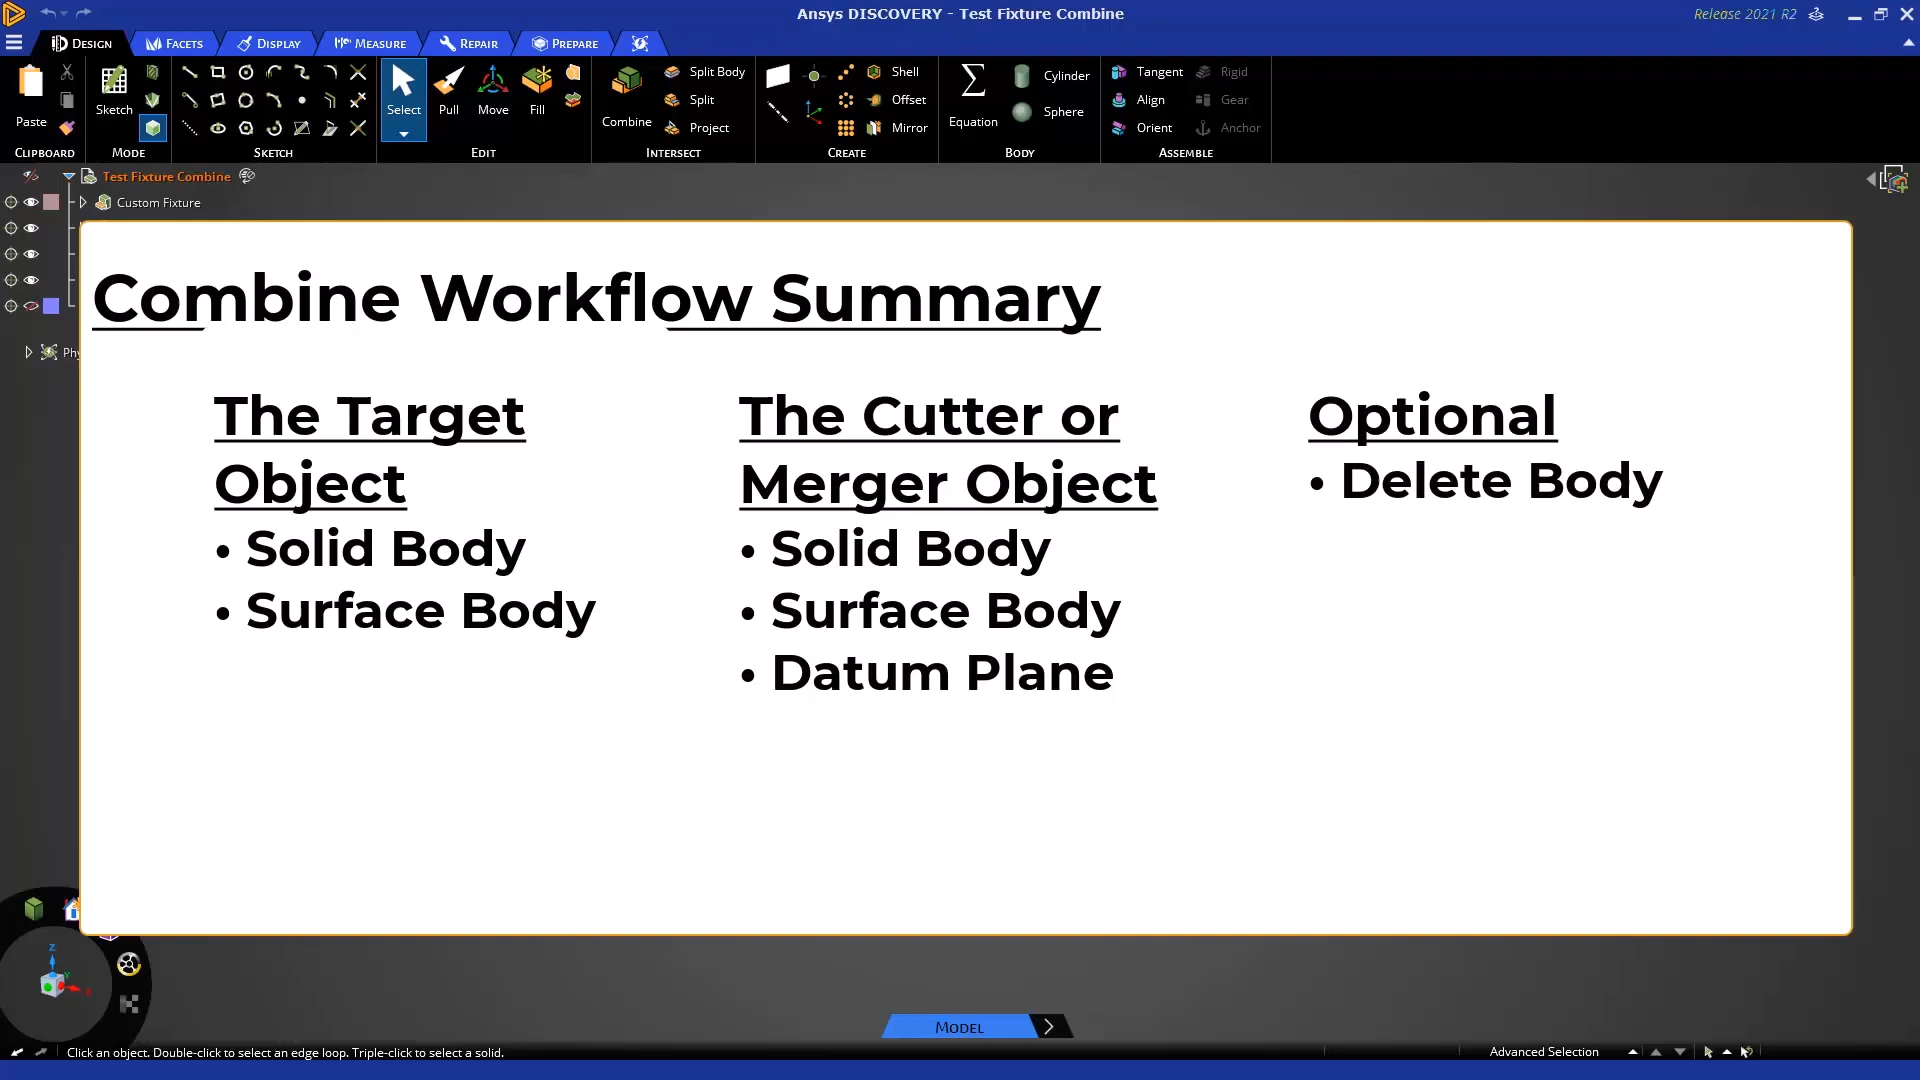 Ansys DISCOVERY - Test Fixture Combine
Release 2021 R2
DESIGN FACETS DISPLAY MEASURE REPAIR PREPARE
Paste
CLIPBOARD
Sketch
MODE
SKETCH
Select
Pull
Move
Fill
EDIT
Combine
Split Body
Split
Project
INTERSECT
Shell
Offset
Mirror
CREATE
Equation
Cylinder
Sphere
BODY
Tangent
Align
Orient
Rigid
Gear
Anchor
ASSEMBLE
Test Fixture Combine
Custom Fixture
Phy
Combine Workflow Summary
The Target
Object
• Solid Body
• Surface Body
The Cutter or
Merger Object
• Solid Body
• Surface Body
• Datum Plane
Optional
• Delete Body
Z
Y
X
MODEL
Click an object. Double-click to select an edge loop. Triple-click to select a solid.
Advanced Selection